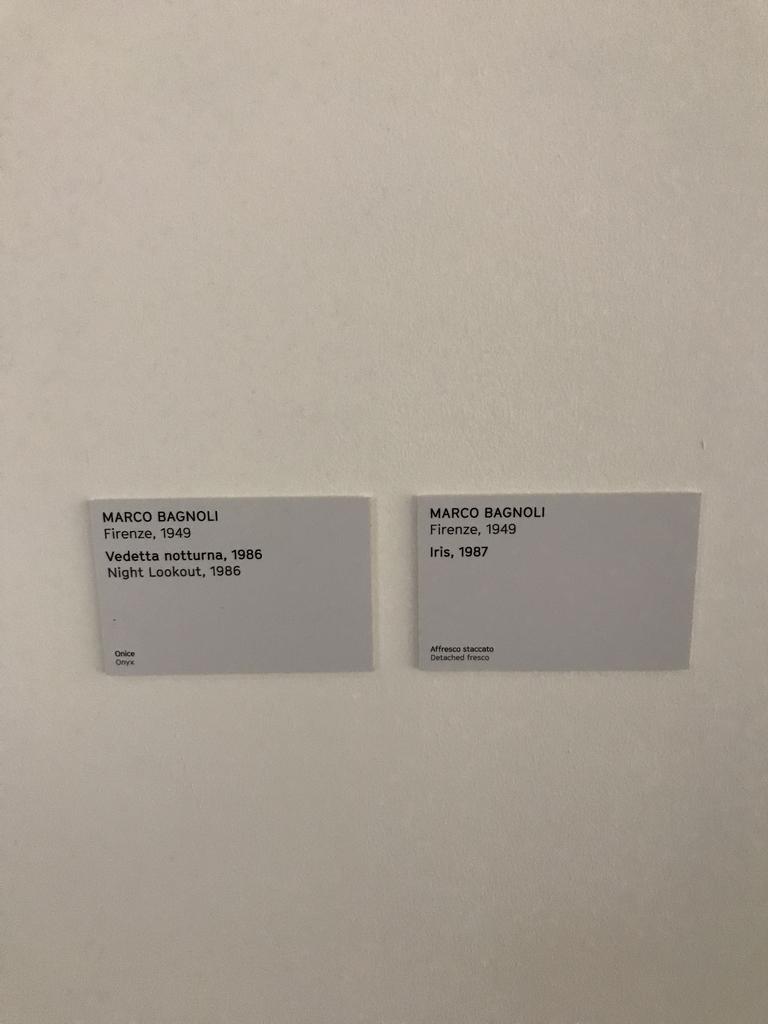 MARCO BAGNOLI
Firenze, 1949
Vedetta notturna, 1986
Night Lookout, 1986
Onice
Onyx
MARCO BAGNOLI
Firenze, 1949
Iris, 1987
Affresco staccato
Detached fresco